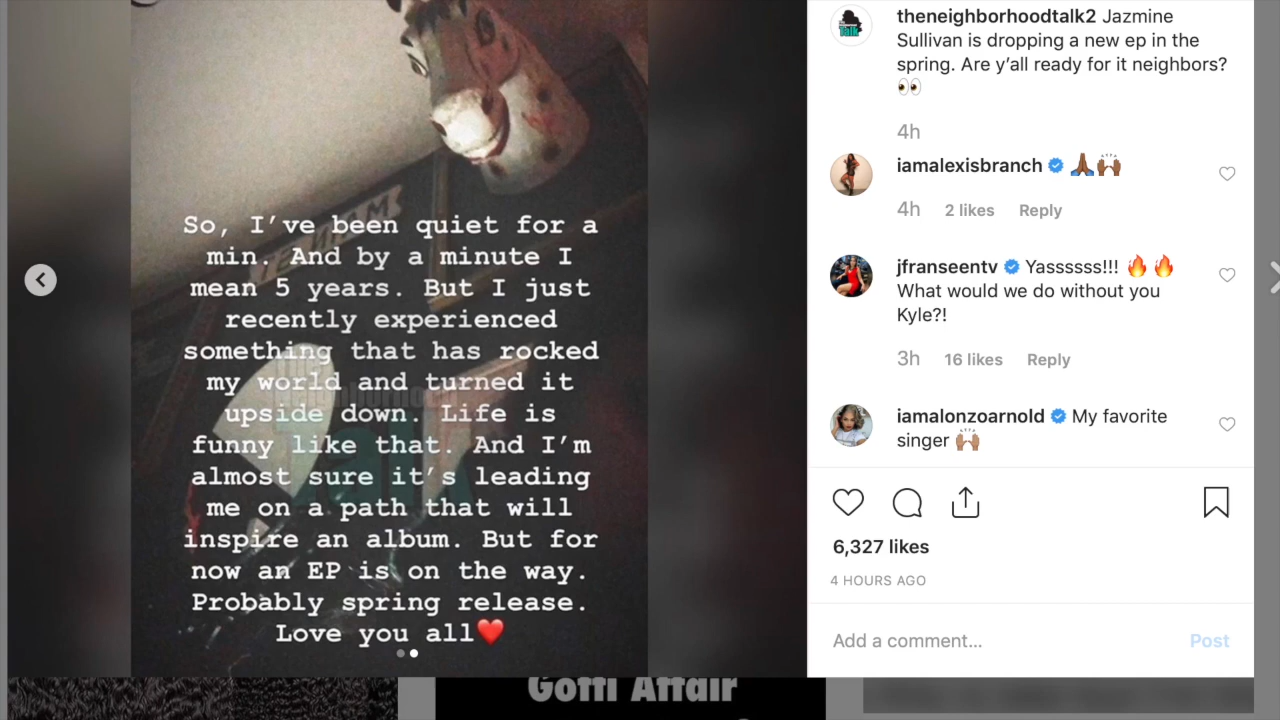 So, I’ve been quiet for a
min. And by a minute I
mean 5 years. But I just
recently experienced
something that has rocked
my world and turned it
upside down. Life is
funny like that. And I’m
almost sure it’s leading
me on a path that will
inspire an album. But for
now an EP is on the way.
Probably spring release.
Love you all❤️
theneighborhoodtalk2 Jazmine
Sullivan is dropping a new ep in the
spring. Are y’all ready for it neighbors?
👀
4h
iamalexisbranch 🙏🏾🙌🏾
4h 2 likes Reply
jfranseentv Yassssss!!! 🔥🔥
What would we do without you
Kyle?!
3h 16 likes Reply
iamalonzoarnold My favorite
singer 🙌🏽
6,327 likes
4 HOURS AGO
Add a comment... Post
Goffi Affair